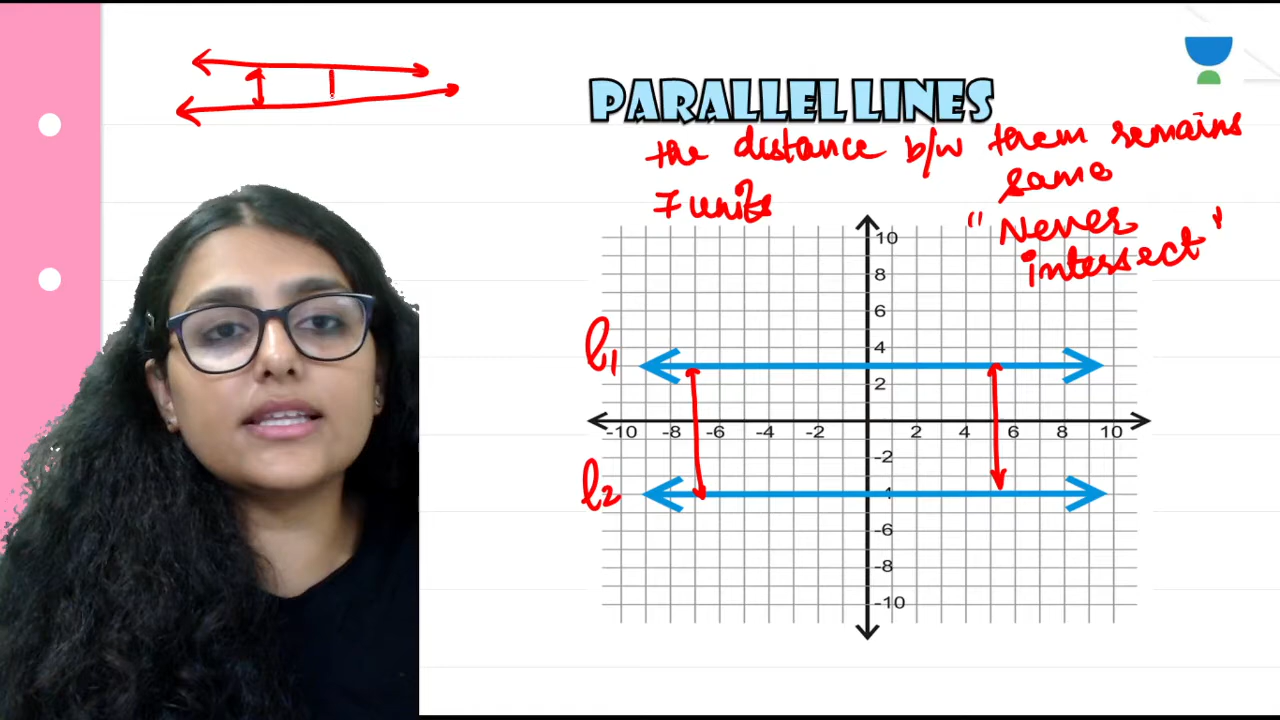 PARALLEL LINES
the distance b/w them remains
same
7 units
"Never
intersect"
10
8
6
4
2
-10 -8 -6 -4 -2 2 4 6 8 10
-2
-4
-6
-8
-10
l1
l2